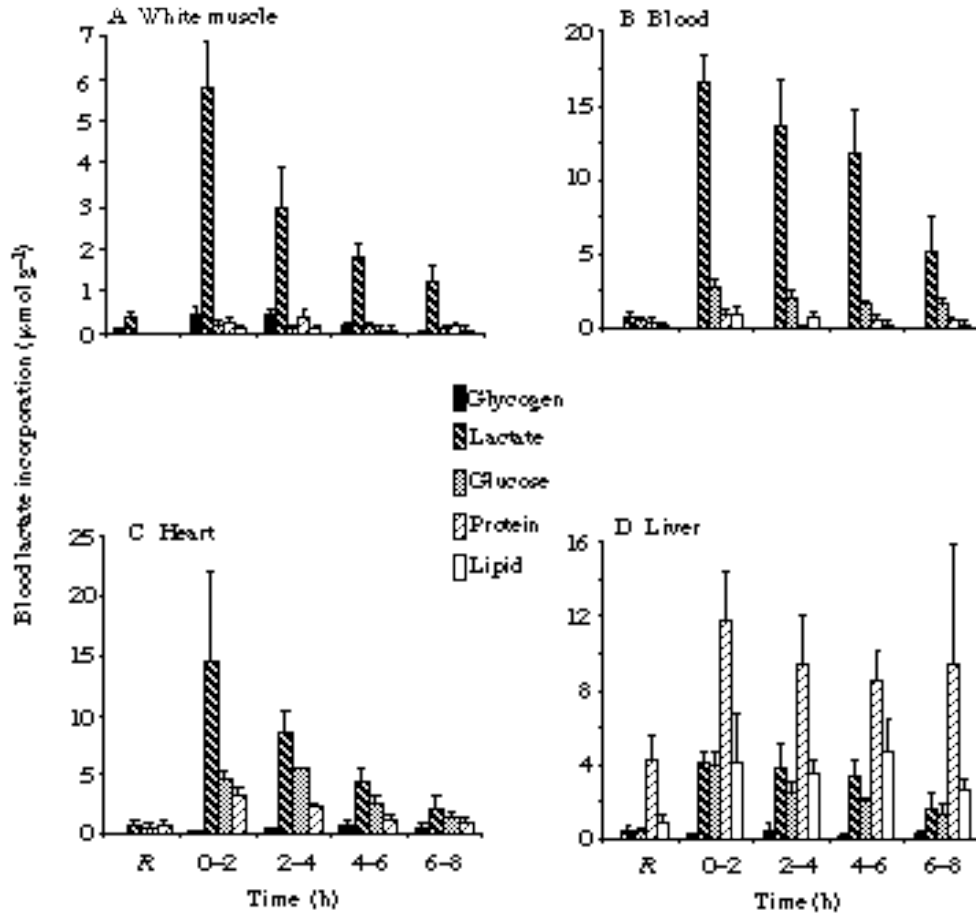 A White muscle
7
6
5
4
3
2
1
0
B Blood
20
15
10
5
0
Blood lactate incorporation (μmol g⁻¹)
Glycogen
Lactate
Glucose
Protein
Lipid
C Heart
25
20
15
10
5
0
R 0–2 2–4 4–6 6–8
Time (h)
D Liver
16
12
8
4
0
R 0–2 2–4 4–6 6–8
Time (h)